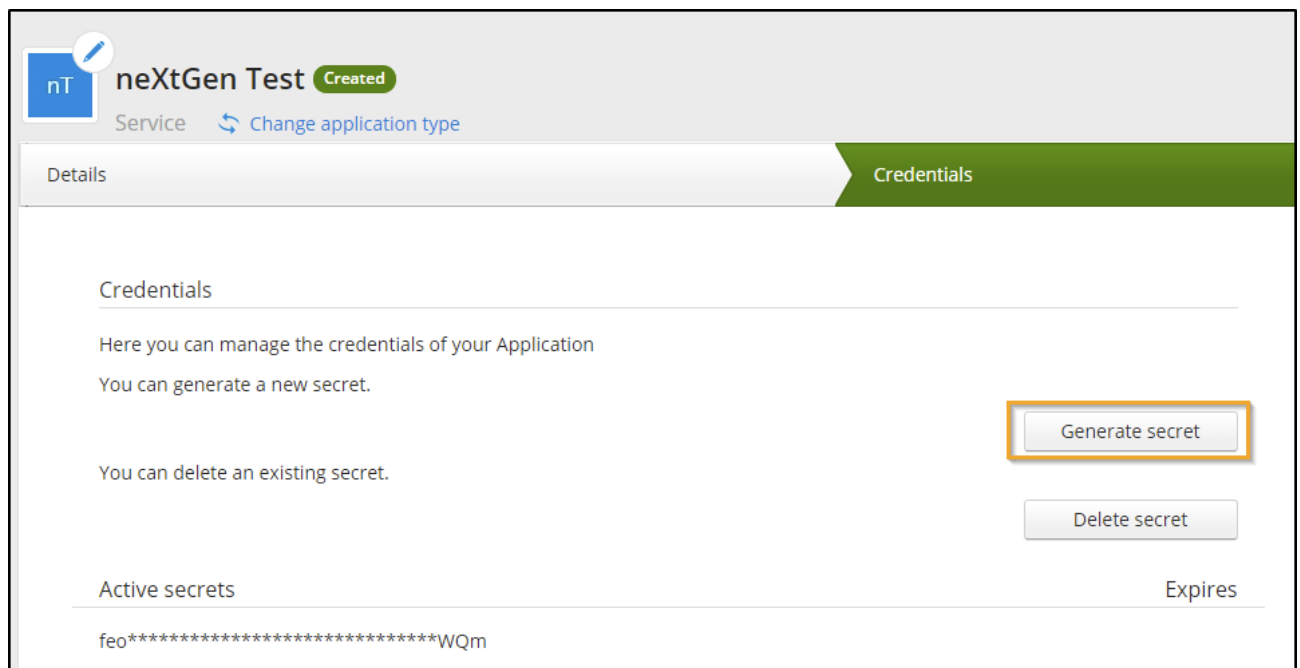 nT
neXtGen Test Created
Service Change application type
Details Credentials
Credentials
Here you can manage the credentials of your Application
You can generate a new secret.
Generate secret
You can delete an existing secret.
Delete secret
Active secrets Expires
feo******************************WQm